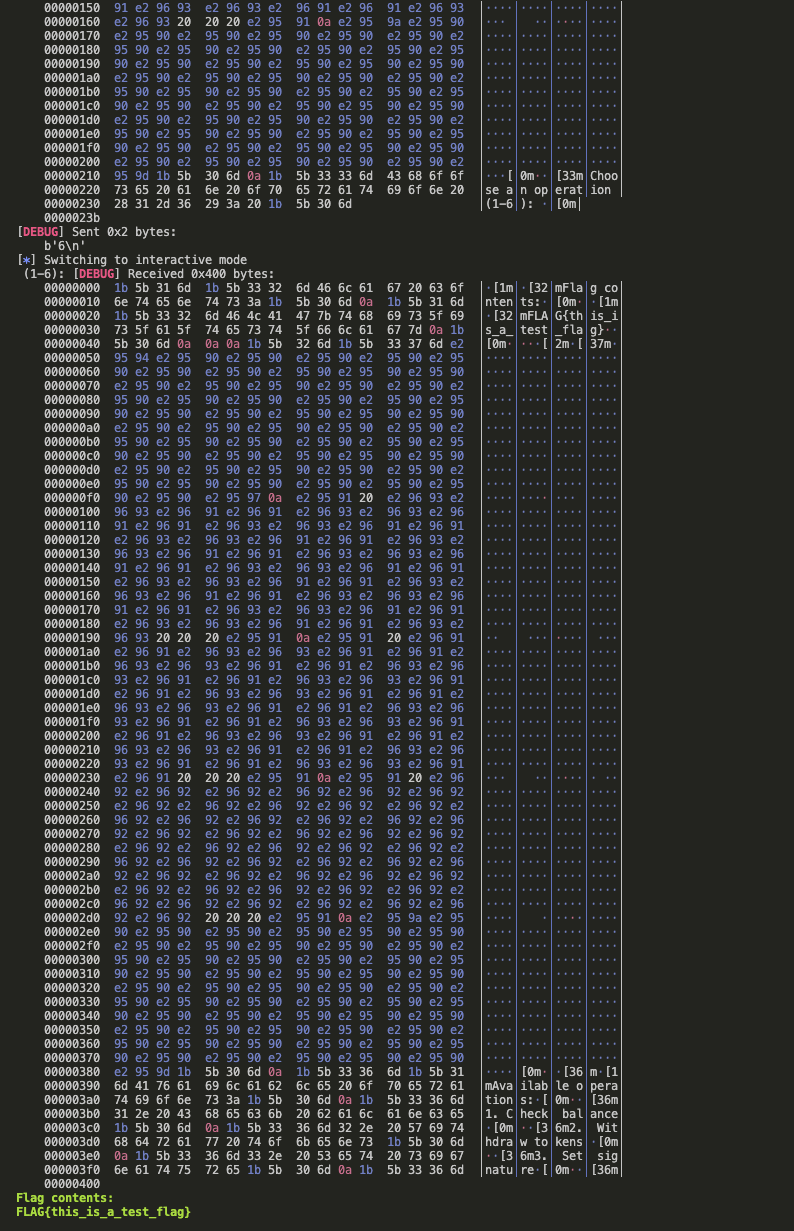 00000150  91 e2 96 93  e2 96 93 e2  96 91 e2 96  91 e2 96 93  │····│····│····│····│
00000160  e2 96 93 20  20 20 e2 95  91 0a e2 95  9a e2 95 90  │··· │  ··│····│····│
00000170  e2 95 90 e2  95 90 e2 95  90 e2 95 90  e2 95 90 e2  │····│····│····│····│
00000180  95 90 e2 95  90 e2 95 90  e2 95 90 e2  95 90 e2 95  │····│····│····│····│
00000190  90 e2 95 90  e2 95 90 e2  95 90 e2 95  90 e2 95 90  │····│····│····│····│
000001a0  e2 95 90 e2  95 90 e2 95  90 e2 95 90  e2 95 90 e2  │····│····│····│····│
000001b0  95 90 e2 95  90 e2 95 90  e2 95 90 e2  95 90 e2 95  │····│····│····│····│
000001c0  90 e2 95 90  e2 95 90 e2  95 90 e2 95  90 e2 95 90  │····│····│····│····│
000001d0  e2 95 90 e2  95 90 e2 95  90 e2 95 90  e2 95 90 e2  │····│····│····│····│
000001e0  95 90 e2 95  90 e2 95 90  e2 95 90 e2  95 90 e2 95  │····│····│····│····│
000001f0  90 e2 95 90  e2 95 90 e2  95 90 e2 95  90 e2 95 90  │····│····│····│····│
00000200  e2 95 90 e2  95 90 e2 95  90 e2 95 90  e2 95 90 e2  │····│····│····│····│
00000210  95 9d 1b 5b  30 6d 0a 1b  5b 33 33 6d  43 68 6f 6f  │···[│0m··│[33m│Choo│
00000220  73 65 20 61  6e 20 6f 70  65 72 61 74  69 6f 6e 20  │se a│n op│erat│ion │
00000230  28 31 2d 36  29 3a 20 1b  5b 30 6d  │(1-6│): ·│[0m│
0000023b
[DEBUG] Sent 0x2 bytes:
b'6\n'
[*] Switching to interactive mode
(1-6): [DEBUG] Received 0x400 bytes:
00000000  1b 5b 31 6d  1b 5b 33 32  6d 46 6c 61  67 20 63 6f  │·[1m│·[32│mFla│g co│
00000010  6e 74 65 6e  74 73 3a 1b  5b 30 6d 0a  1b 5b 31 6d  │nten│ts:·│[0m·│·[1m│
00000020  1b 5b 33 32  6d 46 4c 41  47 7b 74 68  69 73 5f 69  │·[32│mFLA│G{th│is_i│
00000030  73 5f 61 5f  74 65 73 74  5f 66 6c 61  67 7d 0a 1b  │s_a_│test│_fla│g}··│
00000040  5b 30 6d 0a  0a 0a 1b 5b  32 6d 1b 5b  33 37 6d e2  │[0m·│···[│2m·[│37m·│
00000050  95 94 e2 95  90 e2 95 90  e2 95 90 e2  95 90 e2 95  │····│····│····│····│
00000060  90 e2 95 90  e2 95 90 e2  95 90 e2 95  90 e2 95 90  │····│····│····│····│
00000070  e2 95 90 e2  95 90 e2 95  90 e2 95 90  e2 95 90 e2  │····│····│····│····│
00000080  95 90 e2 95  90 e2 95 90  e2 95 90 e2  95 90 e2 95  │····│····│····│····│
00000090  90 e2 95 90  e2 95 90 e2  95 90 e2 95  90 e2 95 90  │····│····│····│····│
000000a0  e2 95 90 e2  95 90 e2 95  90 e2 95 90  e2 95 90 e2  │····│····│····│····│
000000b0  95 90 e2 95  90 e2 95 90  e2 95 90 e2  95 90 e2 95  │····│····│····│····│
000000c0  90 e2 95 90  e2 95 90 e2  95 90 e2 95  90 e2 95 90  │····│····│····│····│
000000d0  e2 95 90 e2  95 90 e2 95  90 e2 95 90  e2 95 90 e2  │····│····│····│····│
000000e0  95 90 e2 95  90 e2 95 90  e2 95 90 e2  95 90 e2 95  │····│····│····│····│
000000f0  90 e2 95 90  e2 95 97 0a  e2 95 91 20  e2 96 93 e2  │····│····│··· │····│
00000100  96 93 e2 96  91 e2 96 91  e2 96 93 e2  96 93 e2 96  │····│····│····│····│
00000110  91 e2 96 91  e2 96 93 e2  96 93 e2 96  91 e2 96 91  │····│····│····│····│
00000120  e2 96 93 e2  96 93 e2 96  91 e2 96 91  e2 96 93 e2  │····│····│····│····│
00000130  96 93 e2 96  91 e2 96 91  e2 96 93 e2  96 93 e2 96  │····│····│····│····│
00000140  91 e2 96 91  e2 96 93 e2  96 93 e2 96  91 e2 96 91  │····│····│····│····│
00000150  e2 96 93 e2  96 93 e2 96  91 e2 96 91  e2 96 93 e2  │····│····│····│····│
00000160  96 93 e2 96  91 e2 96 91  e2 96 93 e2  96 93 e2 96  │····│····│····│····│
00000170  91 e2 96 91  e2 96 93 e2  96 93 e2 96  91 e2 96 91  │····│····│····│····│
00000180  e2 96 93 e2  96 93 e2 96  91 e2 96 91  e2 96 93 e2  │····│····│····│····│
00000190  96 93 20 20  20 e2 95 91  0a e2 95 91  20 e2 96 91  │··  │ ···│····│ ···│
000001a0  e2 96 91 e2  96 93 e2 96  93 e2 96 91  e2 96 91 e2  │····│····│····│····│
000001b0  96 93 e2 96  93 e2 96 91  e2 96 91 e2  96 93 e2 96  │····│····│····│····│
000001c0  93 e2 96 91  e2 96 91 e2  96 93 e2 96  93 e2 96 91  │····│····│····│····│
000001d0  e2 96 91 e2  96 93 e2 96  93 e2 96 91  e2 96 91 e2  │····│····│····│····│
000001e0  96 93 e2 96  93 e2 96 91  e2 96 91 e2  96 93 e2 96  │····│····│····│····│
000001f0  93 e2 96 91  e2 96 91 e2  96 93 e2 96  93 e2 96 91  │····│····│····│····│
00000200  e2 96 91 e2  96 93 e2 96  93 e2 96 91  e2 96 91 e2  │····│····│····│····│
00000210  96 93 e2 96  93 e2 96 91  e2 96 91 e2  96 93 e2 96  │····│····│····│····│
00000220  93 e2 96 91  e2 96 91 e2  96 93 e2 96  93 e2 96 91  │····│····│····│····│
00000230  e2 96 91 20  20 20 e2 95  91 0a e2 95  91 20 e2 96  │··· │  ··│····│· ··│
00000240  92 e2 96 92  e2 96 92 e2  96 92 e2 96  92 e2 96 92  │····│····│····│····│
00000250  e2 96 92 e2  96 92 e2 96  92 e2 96 92  e2 96 92 e2  │····│····│····│····│
00000260  96 92 e2 96  92 e2 96 92  e2 96 92 e2  96 92 e2 96  │····│····│····│····│
00000270  92 e2 96 92  e2 96 92 e2  96 92 e2 96  92 e2 96 92  │····│····│····│····│
00000280  e2 96 92 e2  96 92 e2 96  92 e2 96 92  e2 96 92 e2  │····│····│····│····│
00000290  96 92 e2 96  92 e2 96 92  e2 96 92 e2  96 92 e2 96  │····│····│····│····│
000002a0  92 e2 96 92  e2 96 92 e2  96 92 e2 96  92 e2 96 92  │····│····│····│····│
000002b0  e2 96 92 e2  96 92 e2 96  92 e2 96 92  e2 96 92 e2  │····│····│····│····│
000002c0  96 92 e2 96  92 e2 96 92  e2 96 92 e2  96 92 e2 96  │····│····│····│····│
000002d0  92 e2 96 92  20 20 20 e2  95 91 0a e2  95 9a e2 95  │····│   ·│····│····│
000002e0  90 e2 95 90  e2 95 90 e2  95 90 e2 95  90 e2 95 90  │····│····│····│····│
000002f0  e2 95 90 e2  95 90 e2 95  90 e2 95 90  e2 95 90 e2  │····│····│····│····│
00000300  95 90 e2 95  90 e2 95 90  e2 95 90 e2  95 90 e2 95  │····│····│····│····│
00000310  90 e2 95 90  e2 95 90 e2  95 90 e2 95  90 e2 95 90  │····│····│····│····│
00000320  e2 95 90 e2  95 90 e2 95  90 e2 95 90  e2 95 90 e2  │····│····│····│····│
00000330  95 90 e2 95  90 e2 95 90  e2 95 90 e2  95 90 e2 95  │····│····│····│····│
00000340  90 e2 95 90  e2 95 90 e2  95 90 e2 95  90 e2 95 90  │····│····│····│····│
00000350  e2 95 90 e2  95 90 e2 95  90 e2 95 90  e2 95 90 e2  │····│····│····│····│
00000360  95 90 e2 95  90 e2 95 90  e2 95 90 e2  95 90 e2 95  │····│····│····│····│
00000370  90 e2 95 90  e2 95 90 e2  95 90 e2 95  90 e2 95 90  │····│····│····│····│
00000380  e2 95 9d 1b  5b 30 6d 0a  1b 5b 33 36  6d 1b 5b 31  │····│[0m·│·[36│m·[1│
00000390  6d 41 76 61  69 6c 61 62  6c 65 20 6f  70 65 72 61  │mAva│ilab│le o│pera│
000003a0  74 69 6f 6e  73 3a 1b 5b  30 6d 0a 1b  5b 33 36 6d  │tion│s:·[│0m··│[36m│
000003b0  31 2e 20 43  68 65 63 6b  20 62 61 6c  61 6e 63 65  │1. C│heck│ bal│ance│
000003c0  1b 5b 30 6d  0a 1b 5b 33  36 6d 32 2e  20 57 69 74  │·[0m│··[3│6m2.│ Wit│
000003d0  68 64 72 61  77 20 74 6f  6b 65 6e 73  1b 5b 30 6d  │hdra│w to│kens│·[0m│
000003e0  0a 1b 5b 33  36 6d 33 2e  20 53 65 74  20 73 69 67  │··[3│6m3.│ Set│ sig│
000003f0  6e 61 74 75  72 65 1b 5b  30 6d 0a 1b  5b 33 36 6d  │natu│re·[│0m··│[36m│
00000400
Flag contents:
FLAG{this_is_a_test_flag}